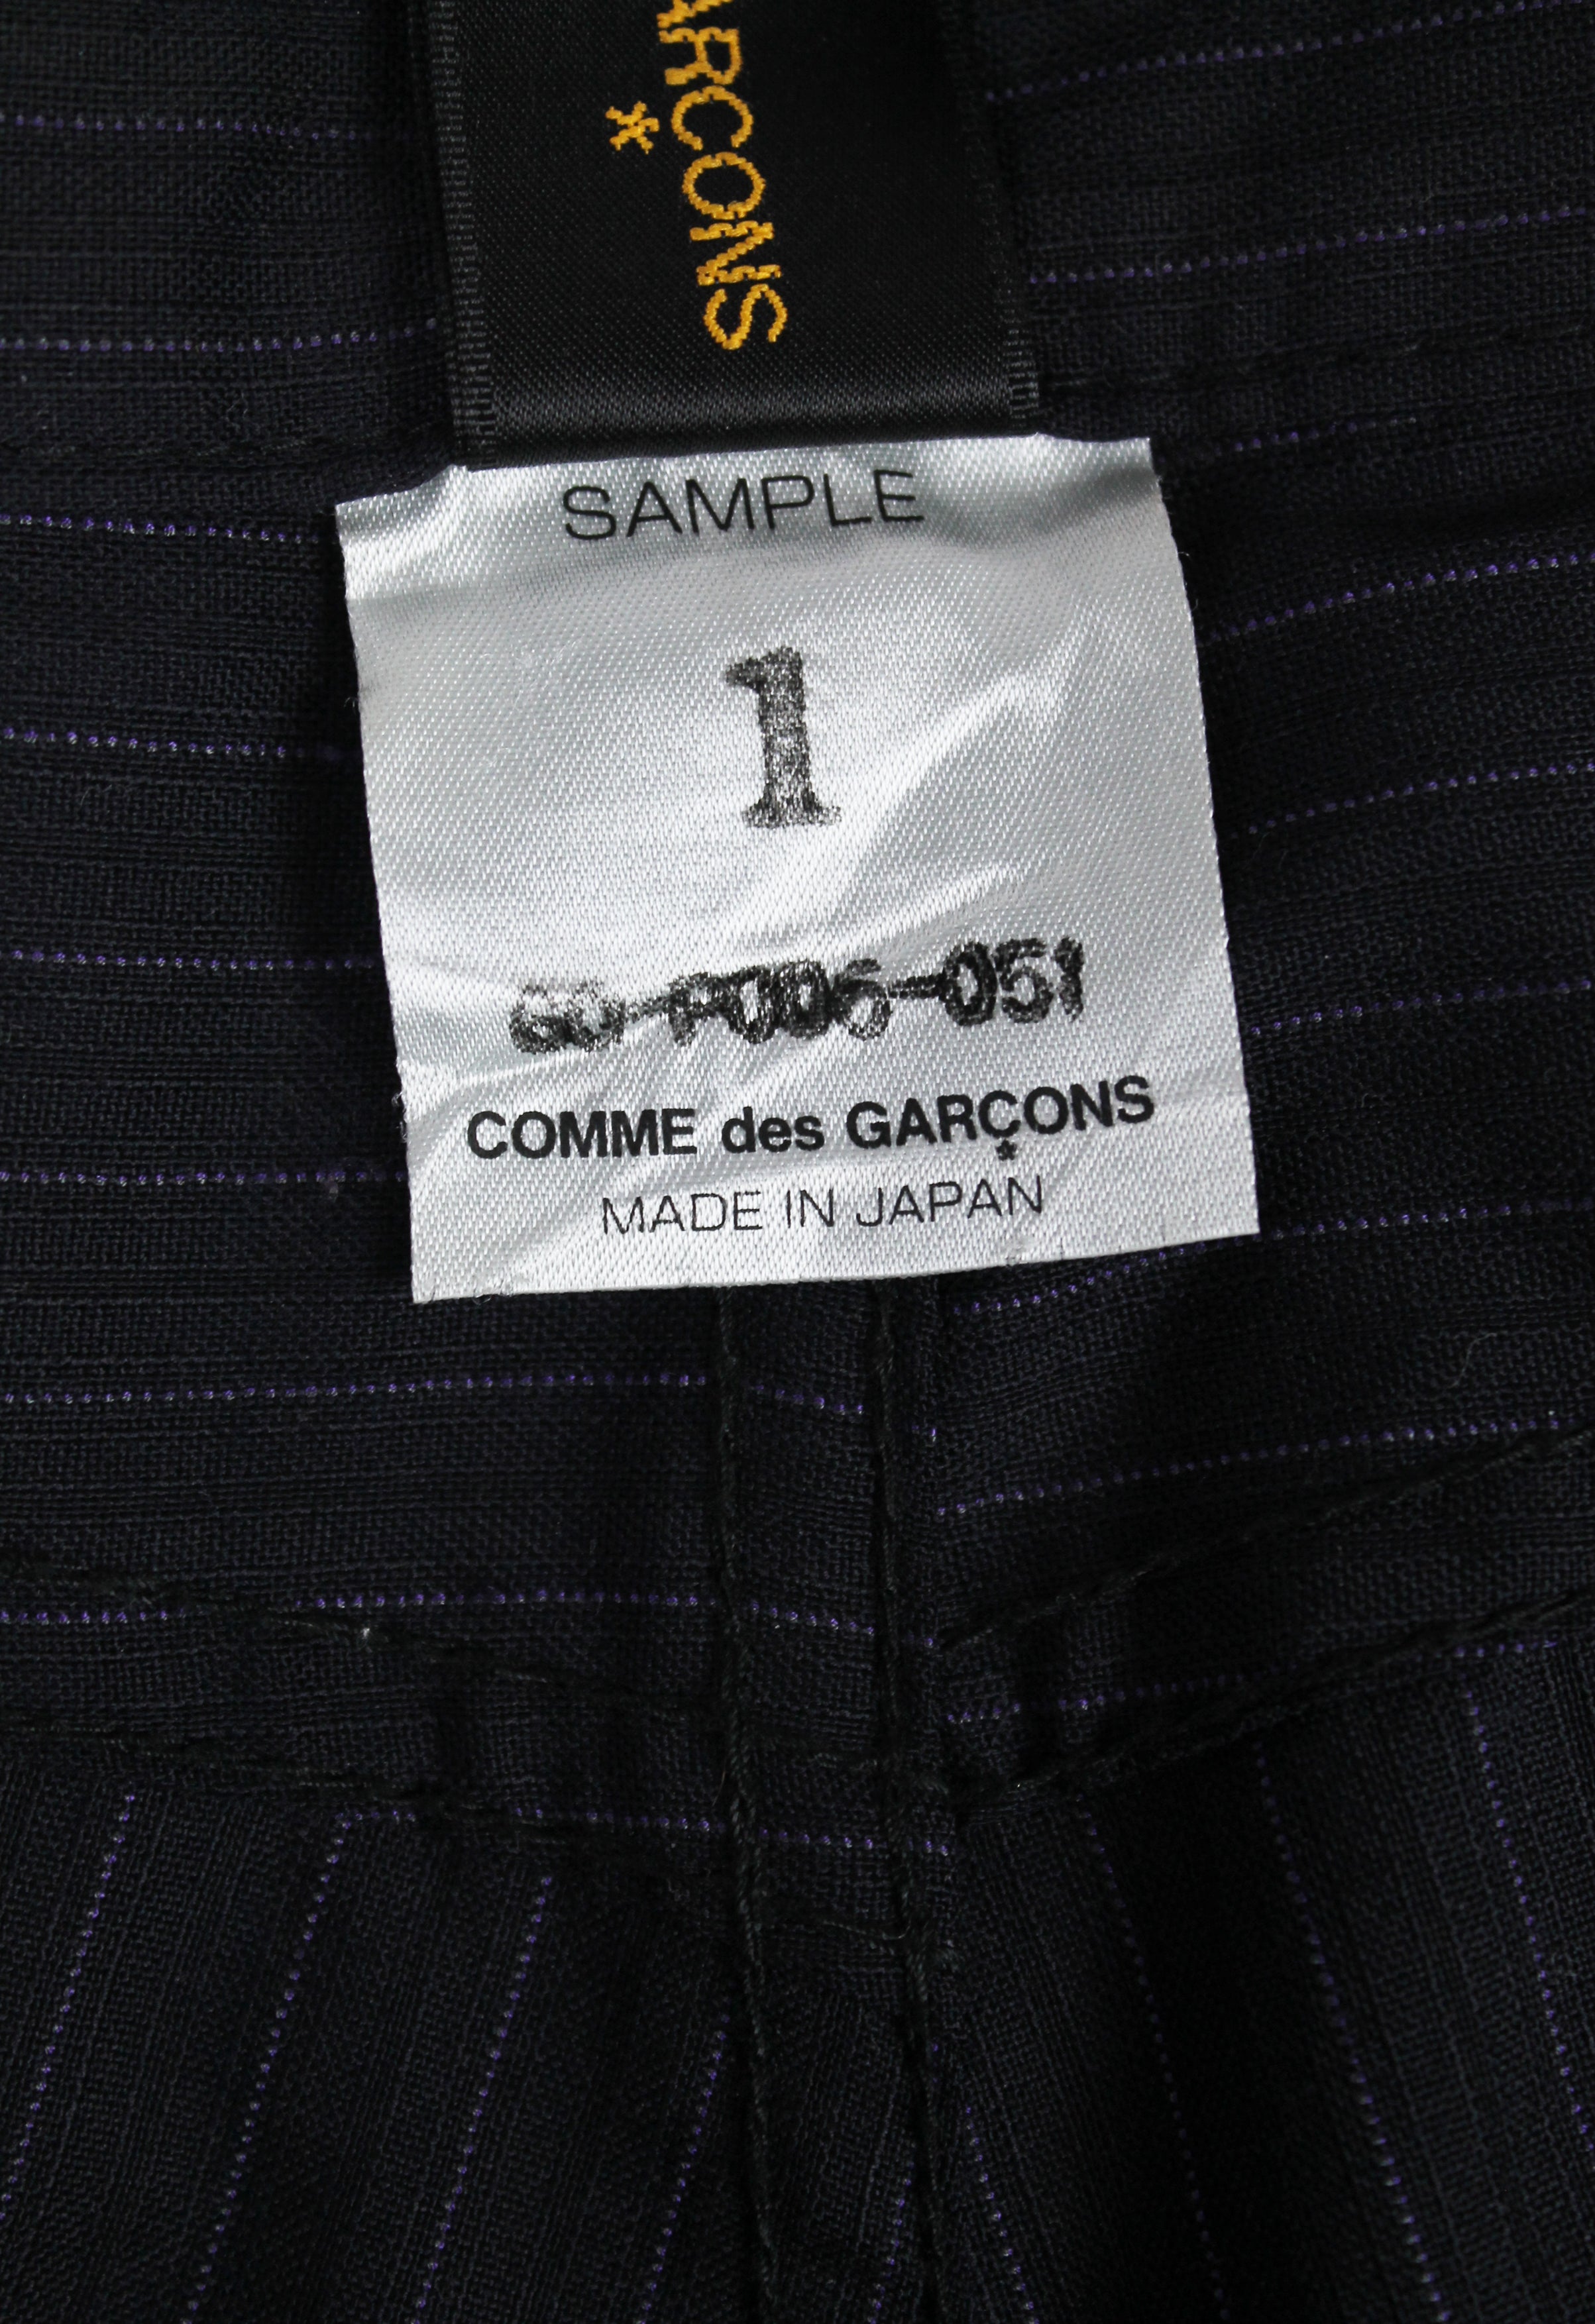 ARÇONS
SAMPLE
1
GO-P006-051
COMME des GARÇONS
MADE IN JAPAN